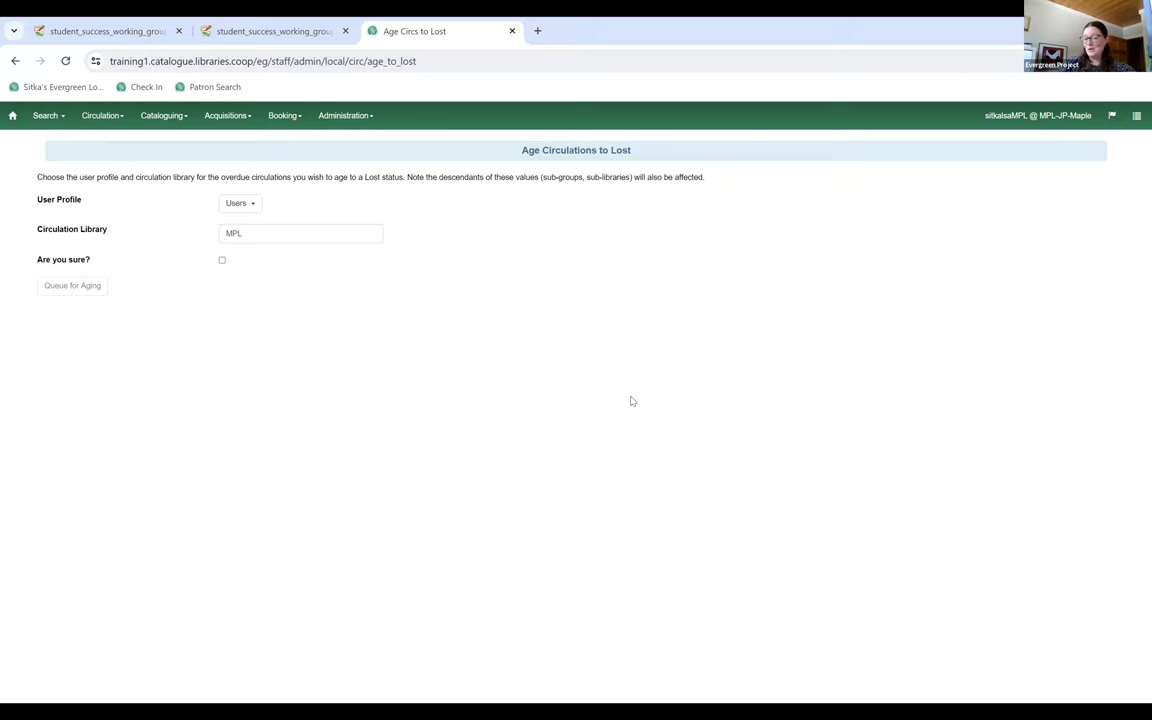 student_success_working_grou
student_success_working_grou
Age Circs to Lost
training1.catalogue.libraries.coop/eg/staff/admin/local/circ/age_to_lost
Evergreen Project
Sitka's Evergreen Lo...
Check In
Patron Search
Search
Circulation
Cataloguing
Acquisitions
Booking
Administration
sitkalsaMPL @ MPL-JP-Maple
Age Circulations to Lost
Choose the user profile and circulation library for the overdue circulations you wish to age to a Lost status. Note the descendants of these values (sub-groups, sub-libraries) will also be affected.
User Profile
Users
Circulation Library
MPL
Are you sure?
Queue for Aging